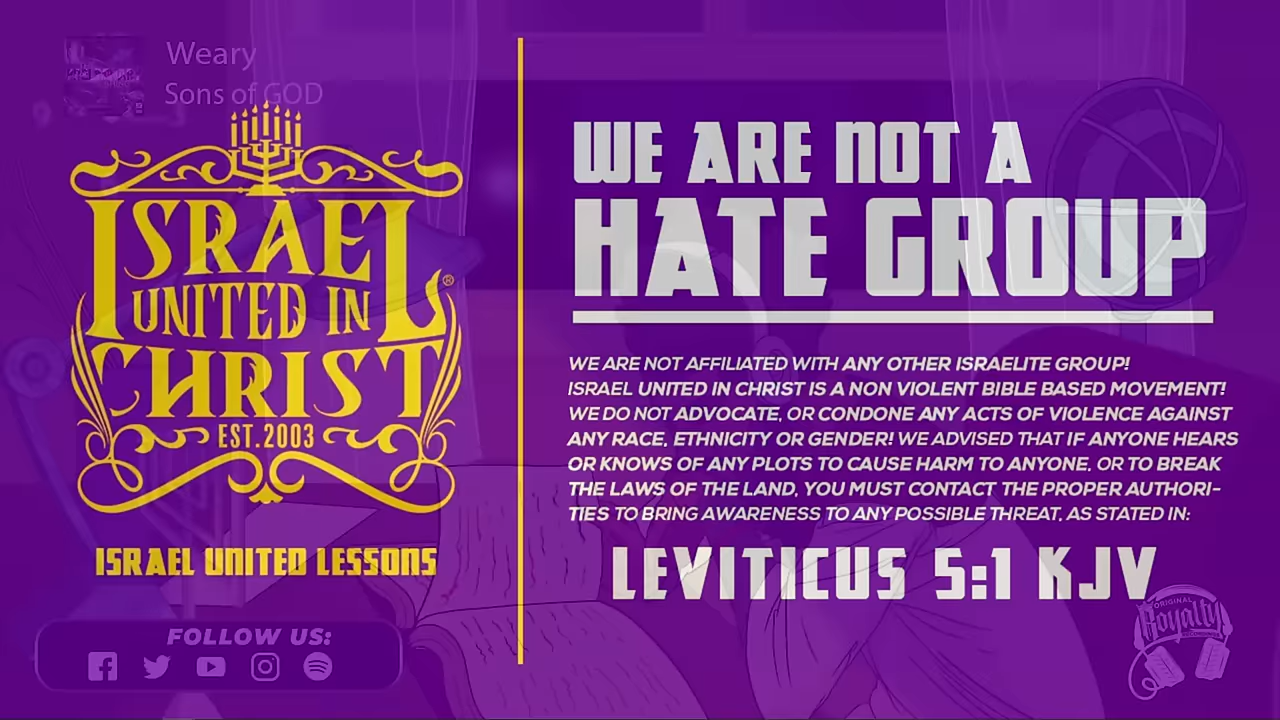 Weary
Sons of GOD
ISRAEL
UNITED IN
CHRIST
EST.2003
®
ISRAEL UNITED LESSONS
FOLLOW US:
WE ARE NOT A
HATE GROUP
WE ARE NOT AFFILIATED WITH ANY OTHER ISRAELITE GROUP!
ISRAEL UNITED IN CHRIST IS A NON VIOLENT BIBLE BASED MOVEMENT!
WE DO NOT ADVOCATE, OR CONDONE ANY ACTS OF VIOLENCE AGAINST
ANY RACE, ETHNICITY OR GENDER! WE ADVISED THAT IF ANYONE HEARS
OR KNOWS OF ANY PLOTS TO CAUSE HARM TO ANYONE, OR TO BREAK
THE LAWS OF THE LAND, YOU MUST CONTACT THE PROPER AUTHORI-
TIES TO BRING AWARENESS TO ANY POSSIBLE THREAT, AS STATED IN:
LEVITICUS 5:1 KJV
ORIGINAL
Royalty